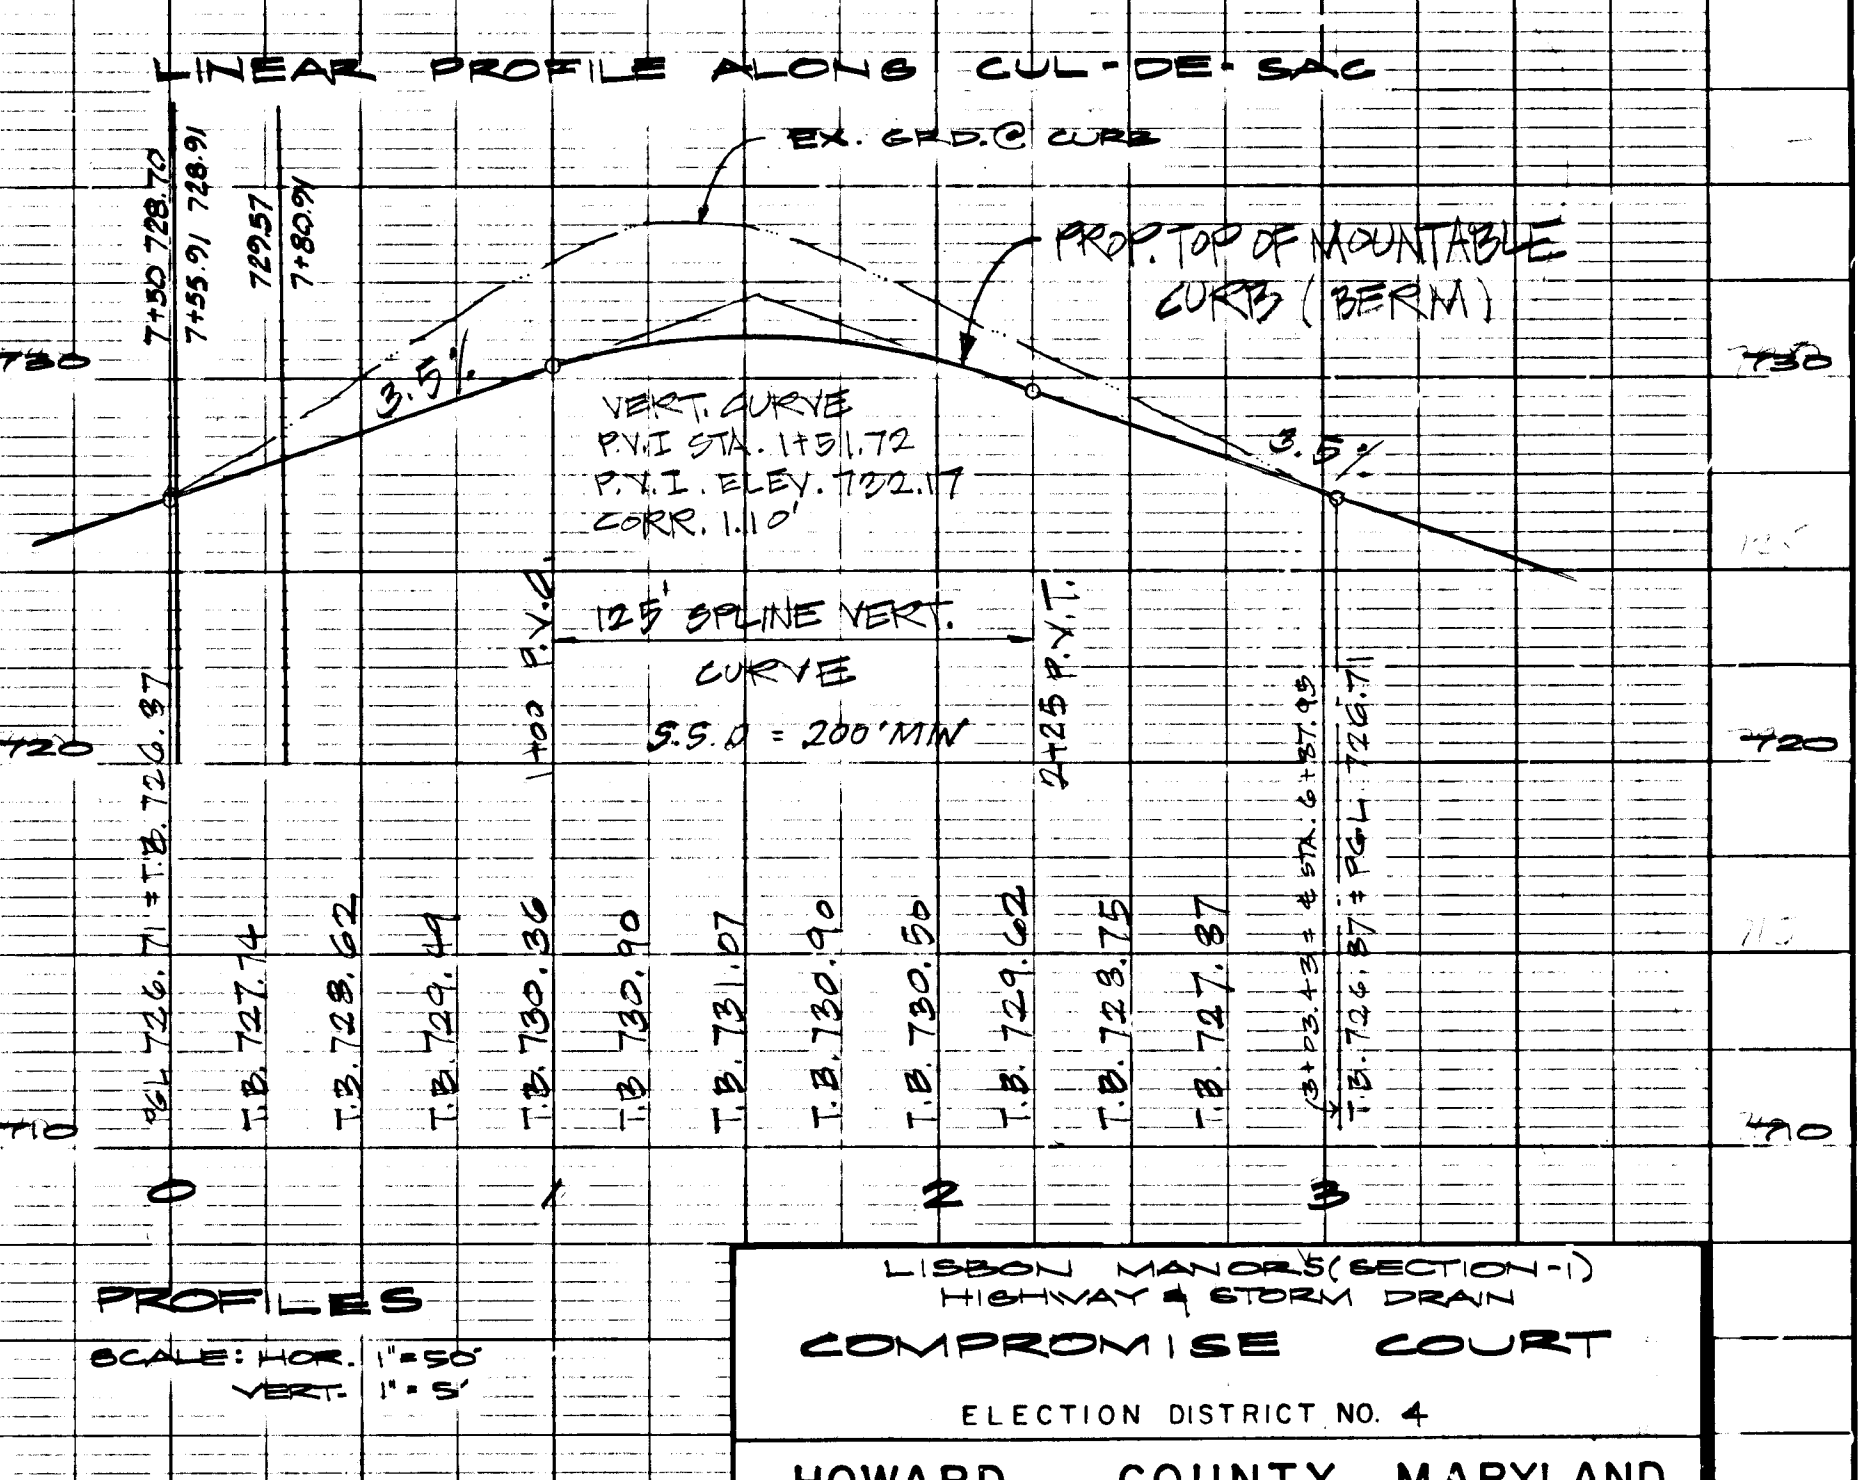 LINEAR PROFILE ALONG CUL-DE-SAC
7+50 728.70
7+55.91 728.91
729.57
7+80.91
EX. GRD.@ CURB
PROP. TOP OF MOUNTABLE
CURB (BERM)
730
730
3.5%
3.5%
VERT. CURVE
P.V.I STA. 1+51.72
P.V.I. ELEV. 732.17
CORR. 1.10'
1+00 P.V.C.
125' SPLINE VERT.
CURVE
S.S.D = 200' MIN
2+25 P.V.T.
720
720
PGL 726.71 = T.B. 726.37
T.B. 727.74
T.B. 728.62
T.B. 729.49
T.B. 730.36
T.B 730.90
T.B. 731.07
T.B. 730.90
T.B. 730.50
T.B. 729.62
T.B. 728.75
T.B. 727.87
3+03.43 = ℄ STA. 6+87.95
T.B. 726.87 = PGL 726.71
710
710
0 1 2 3
PROFILES
SCALE: HOR. 1"=50'
VERT. 1"=5'
LISBON MANORS (SECTION-1)
HIGHWAY & STORM DRAIN
COMPROMISE COURT
ELECTION DISTRICT NO. 4
HOWARD COUNTY MARYLAND